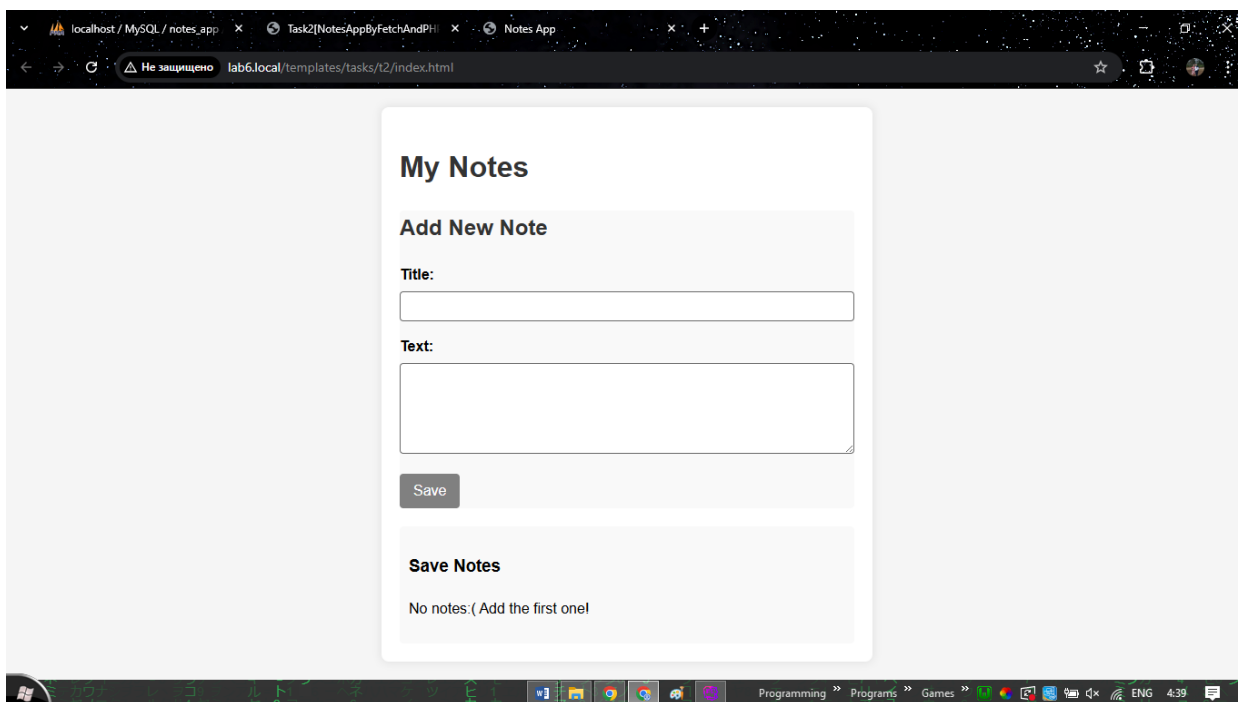 localhost / MySQL / notes_app
Task2[NotesAppByFetchAndPH
Notes App
Не защищено lab6.local/templates/tasks/t2/index.html
My Notes
Add New Note
Title:
Text:
Save
Save Notes
No notes:( Add the first one!
Programming » Programs » Games » ENG 4:39